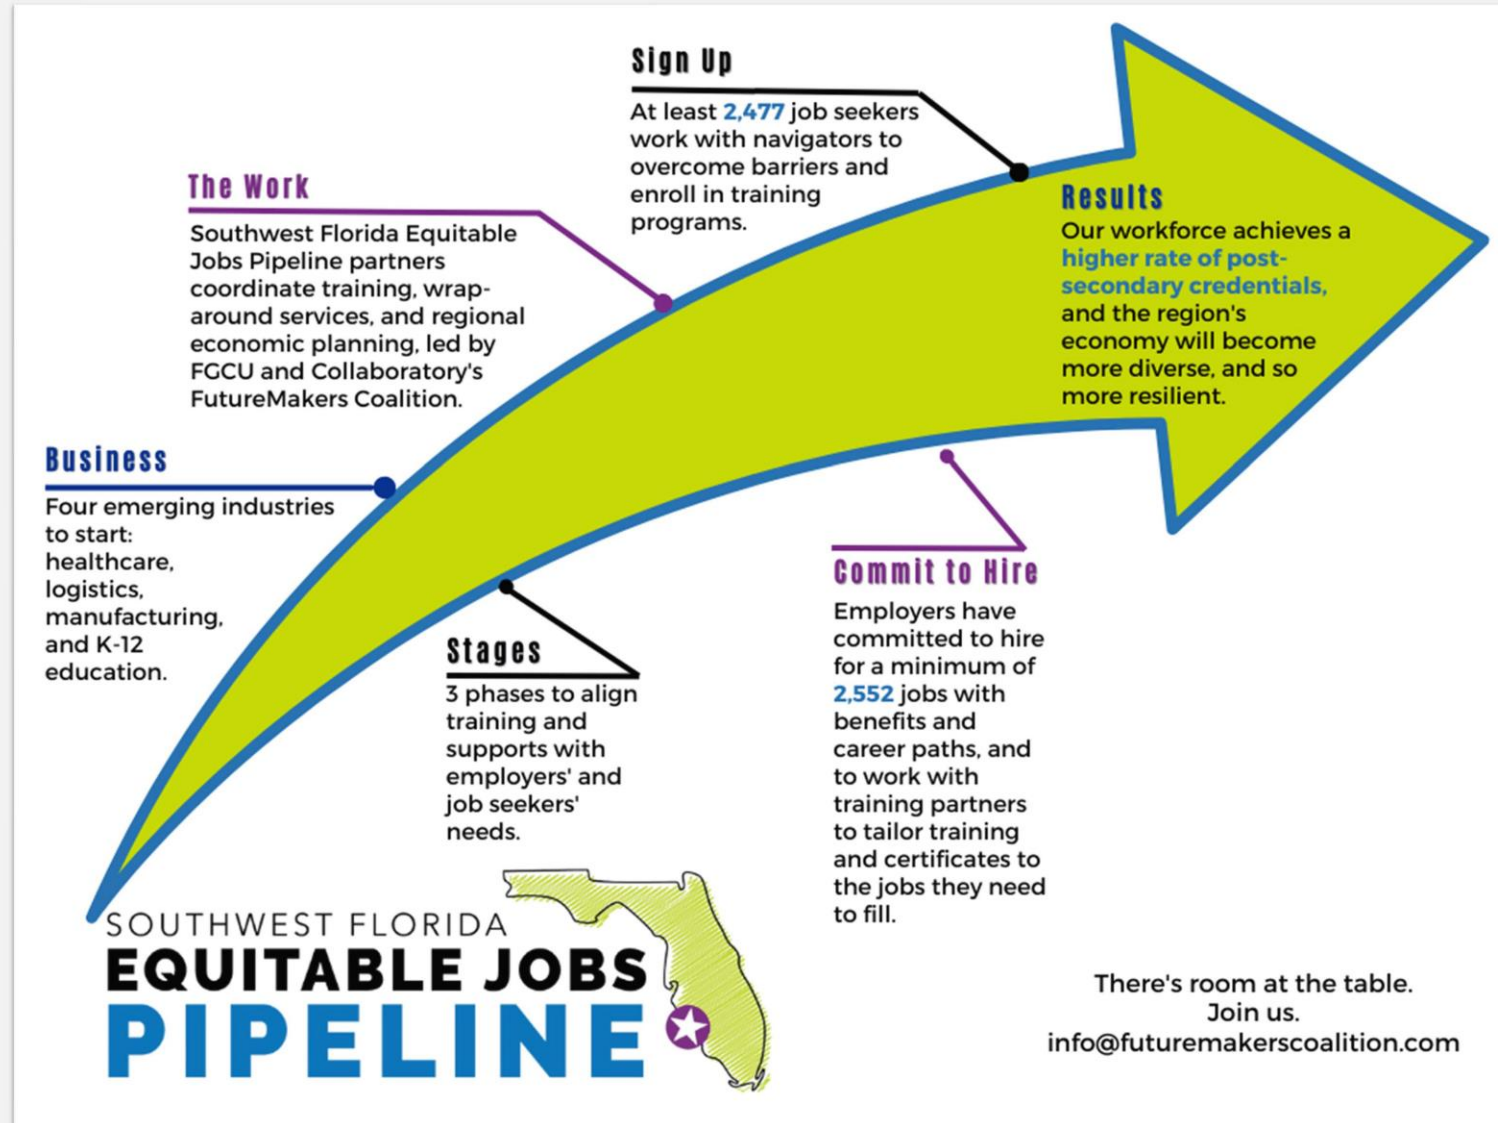 Sign Up
At least 2,477 job seekers
work with navigators to
overcome barriers and
enroll in training
programs.
The Work
Southwest Florida Equitable
Jobs Pipeline partners
coordinate training, wrap-
around services, and regional
economic planning, led by
FGCU and Collaboratory's
FutureMakers Coalition.
Results
Our workforce achieves a
higher rate of post-
secondary credentials,
and the region's
economy will become
more diverse, and so
more resilient.
Business
Four emerging industries
to start:
healthcare,
logistics,
manufacturing,
and K-12
education.
Stages
3 phases to align
training and
supports with
employers' and
job seekers'
needs.
Commit to Hire
Employers have
committed to hire
for a minimum of
2,552 jobs with
benefits and
career paths, and
to work with
training partners
to tailor training
and certificates to
the jobs they need
to fill.
SOUTHWEST FLORIDA
EQUITABLE JOBS
PIPELINE
There's room at the table.
Join us.
info@futuremakerscoalition.com